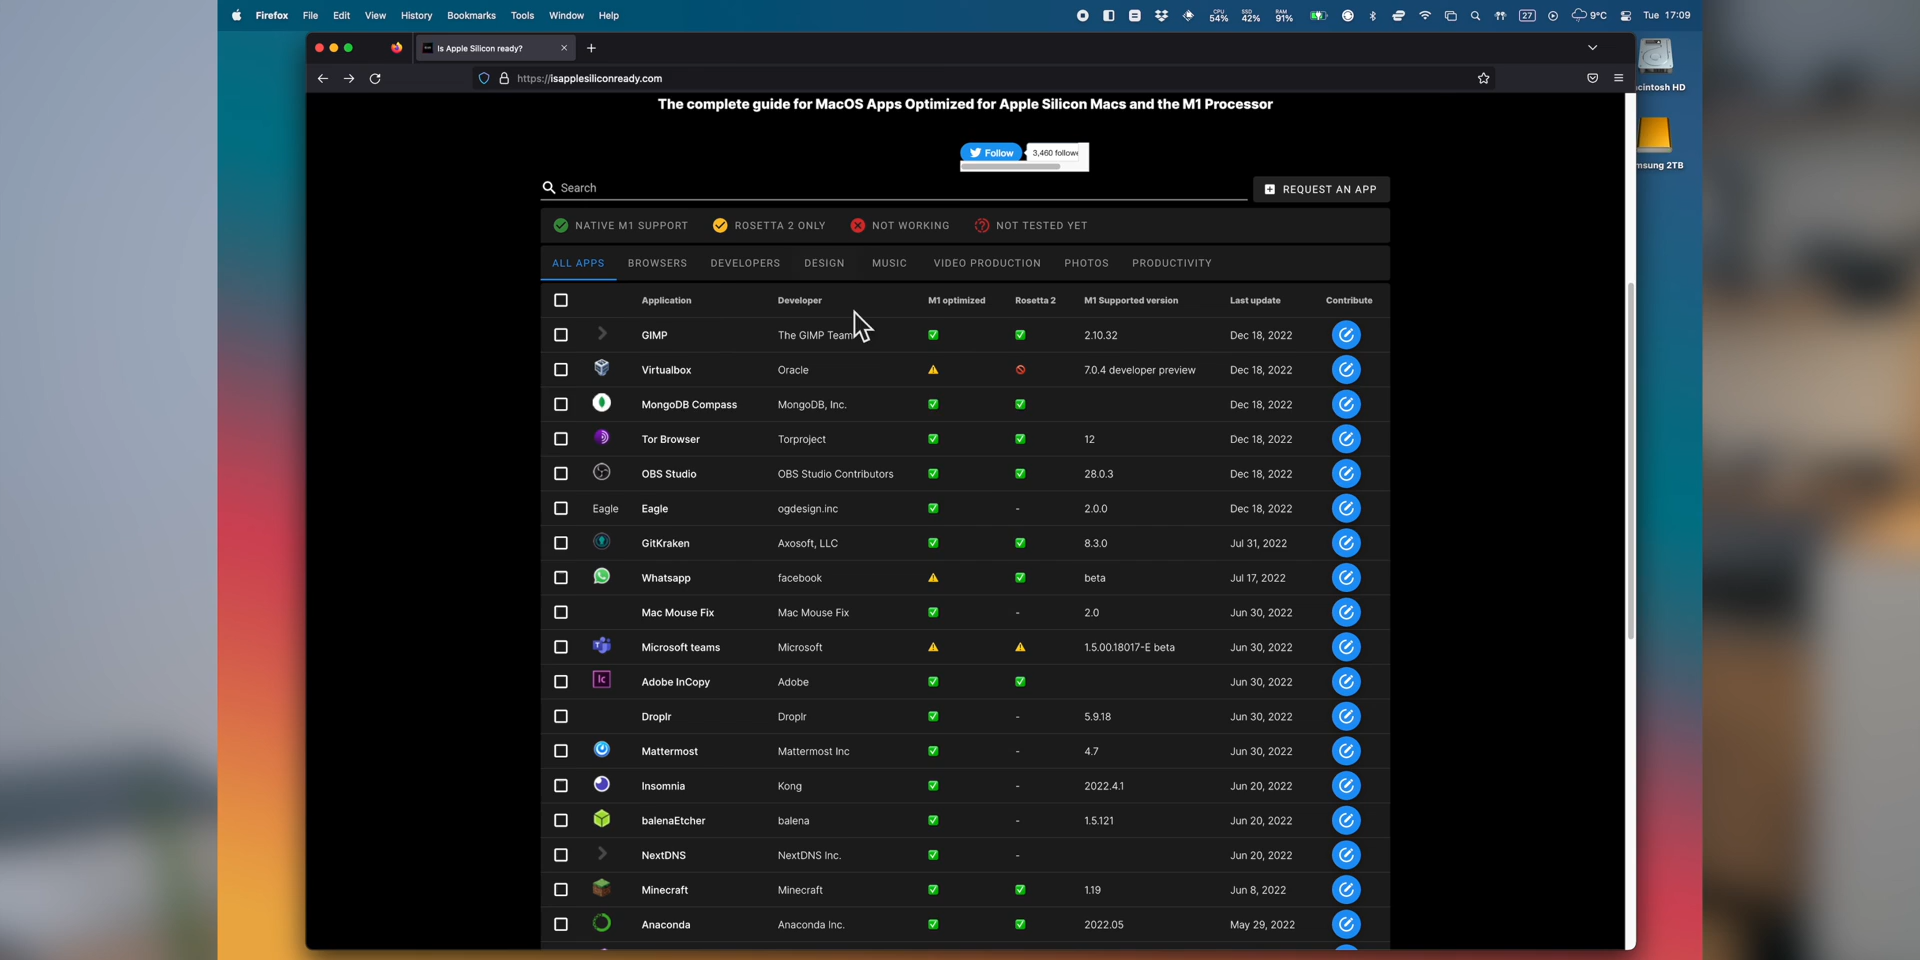 Firefox File Edit View History Bookmarks Tools Window Help CPU 54% SSD 42% RAM 91% 27 9°C Tue 17:09
Is Apple Silicon ready?
https://isapplesiliconready.com
cintosh HD
msung 2TB
The complete guide for MacOS Apps Optimized for Apple Silicon Macs and the M1 Processor
Follow 3,460 followe
Search REQUEST AN APP
NATIVE M1 SUPPORT ROSETTA 2 ONLY NOT WORKING NOT TESTED YET
ALL APPS BROWSERS DEVELOPERS DESIGN MUSIC VIDEO PRODUCTION PHOTOS PRODUCTIVITY
Application Developer M1 optimized Rosetta 2 M1 Supported version Last update Contribute
GIMP The GIMP Team 2.10.32 Dec 18, 2022
Virtualbox Oracle 7.0.4 developer preview Dec 18, 2022
MongoDB Compass MongoDB, Inc. Dec 18, 2022
Tor Browser Torproject 12 Dec 18, 2022
OBS Studio OBS Studio Contributors 28.0.3 Dec 18, 2022
Eagle Eagle ogdesign.inc - 2.0.0 Dec 18, 2022
GitKraken Axosoft, LLC 8.3.0 Jul 31, 2022
Whatsapp facebook beta Jul 17, 2022
Mac Mouse Fix Mac Mouse Fix - 2.0 Jun 30, 2022
Microsoft teams Microsoft 1.5.00.18017-E beta Jun 30, 2022
Ic Adobe InCopy Adobe Jun 30, 2022
Droplr Droplr - 5.9.18 Jun 30, 2022
Mattermost Mattermost Inc - 4.7 Jun 30, 2022
Insomnia Kong - 2022.4.1 Jun 20, 2022
balenaEtcher balena - 1.5.121 Jun 20, 2022
NextDNS NextDNS Inc. - Jun 20, 2022
Minecraft Minecraft 1.19 Jun 8, 2022
Anaconda Anaconda Inc. 2022.05 May 29, 2022